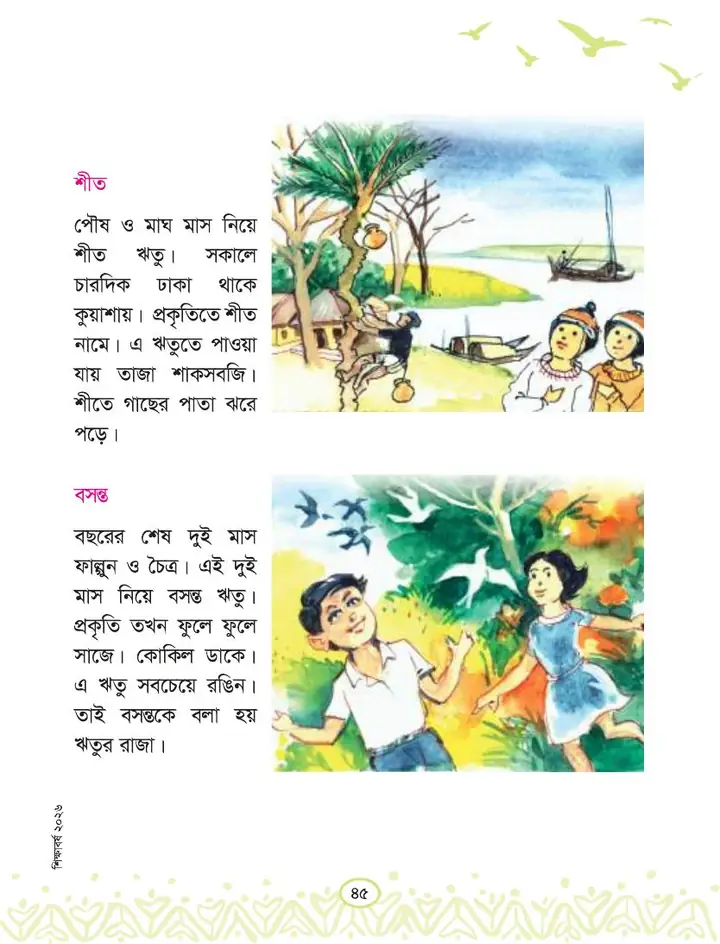 শীত
পৌষ ও মাঘ মাস নিয়ে
শীত ঋতু। সকালে
চারদিক ঢাকা থাকে
কুয়াশায়। প্রকৃতিতে শীত
নামে। এ ঋতুতে পাওয়া
যায় তাজা শাকসবজি।
শীতে গাছের পাতা ঝরে
পড়ে।
বসন্ত
বছরের শেষ দুই মাস
ফাল্গুন ও চৈত্র। এই দুই
মাস নিয়ে বসন্ত ঋতু।
প্রকৃতি তখন ফুলে ফুলে
সাজে। কোকিল ডাকে।
এ ঋতু সবচেয়ে রঙিন।
তাই বসন্তকে বলা হয়
ঋতুর রাজা।
শিক্ষাবর্ষ ২০২৬
৪৫